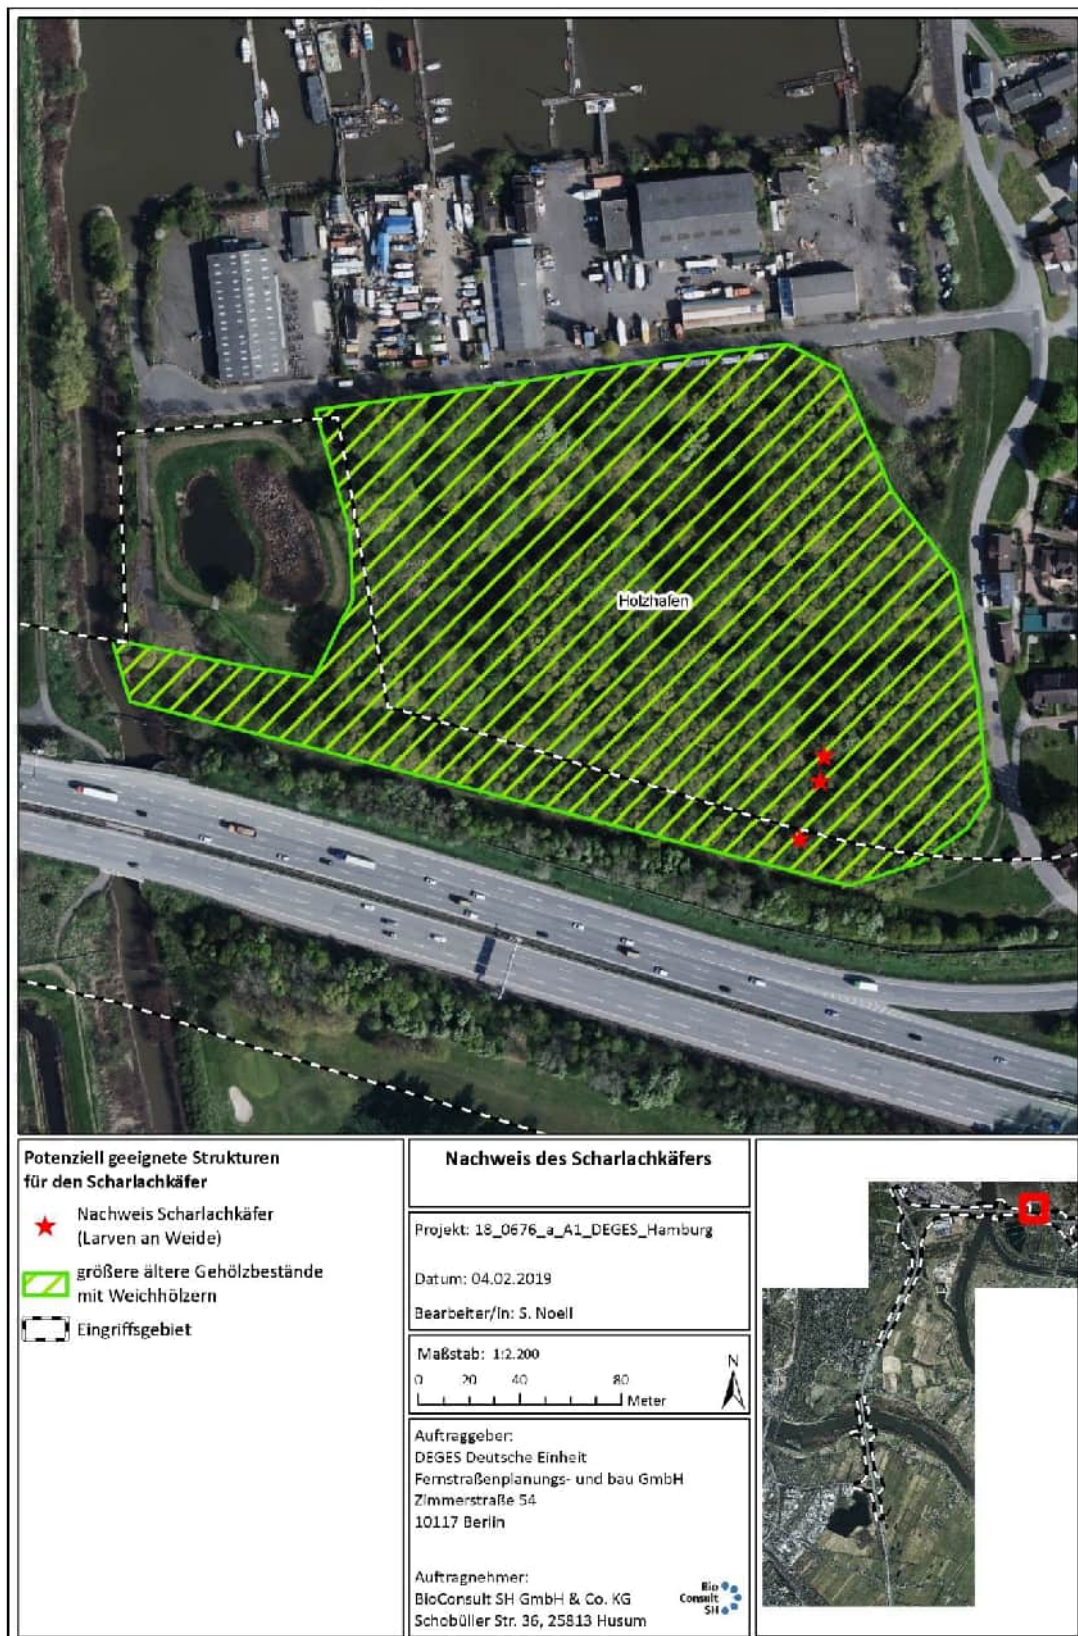 Holzhafen
Potenziell geeignete Strukturen
für den Scharlachkäfer
Nachweis Scharlachkäfer
(Larven an Weide)
größere ältere Gehölzbestände
mit Weichhölzern
Eingriffsgebiet
Nachweis des Scharlachkäfers
Projekt: 18_0676_a_A1_DEGES_Hamburg
Datum: 04.02.2019
Bearbeiter/in: S. Noell
Maßstab: 1:2.200
0 20 40 80
Meter
N
Auftraggeber:
DEGES Deutsche Einheit
Fernstraßenplanungs- und bau GmbH
Zimmerstraße 54
10117 Berlin
Auftragnehmer:
BioConsult SH GmbH & Co. KG
Schobüller Str. 36, 25813 Husum
Bio
Consult
SH